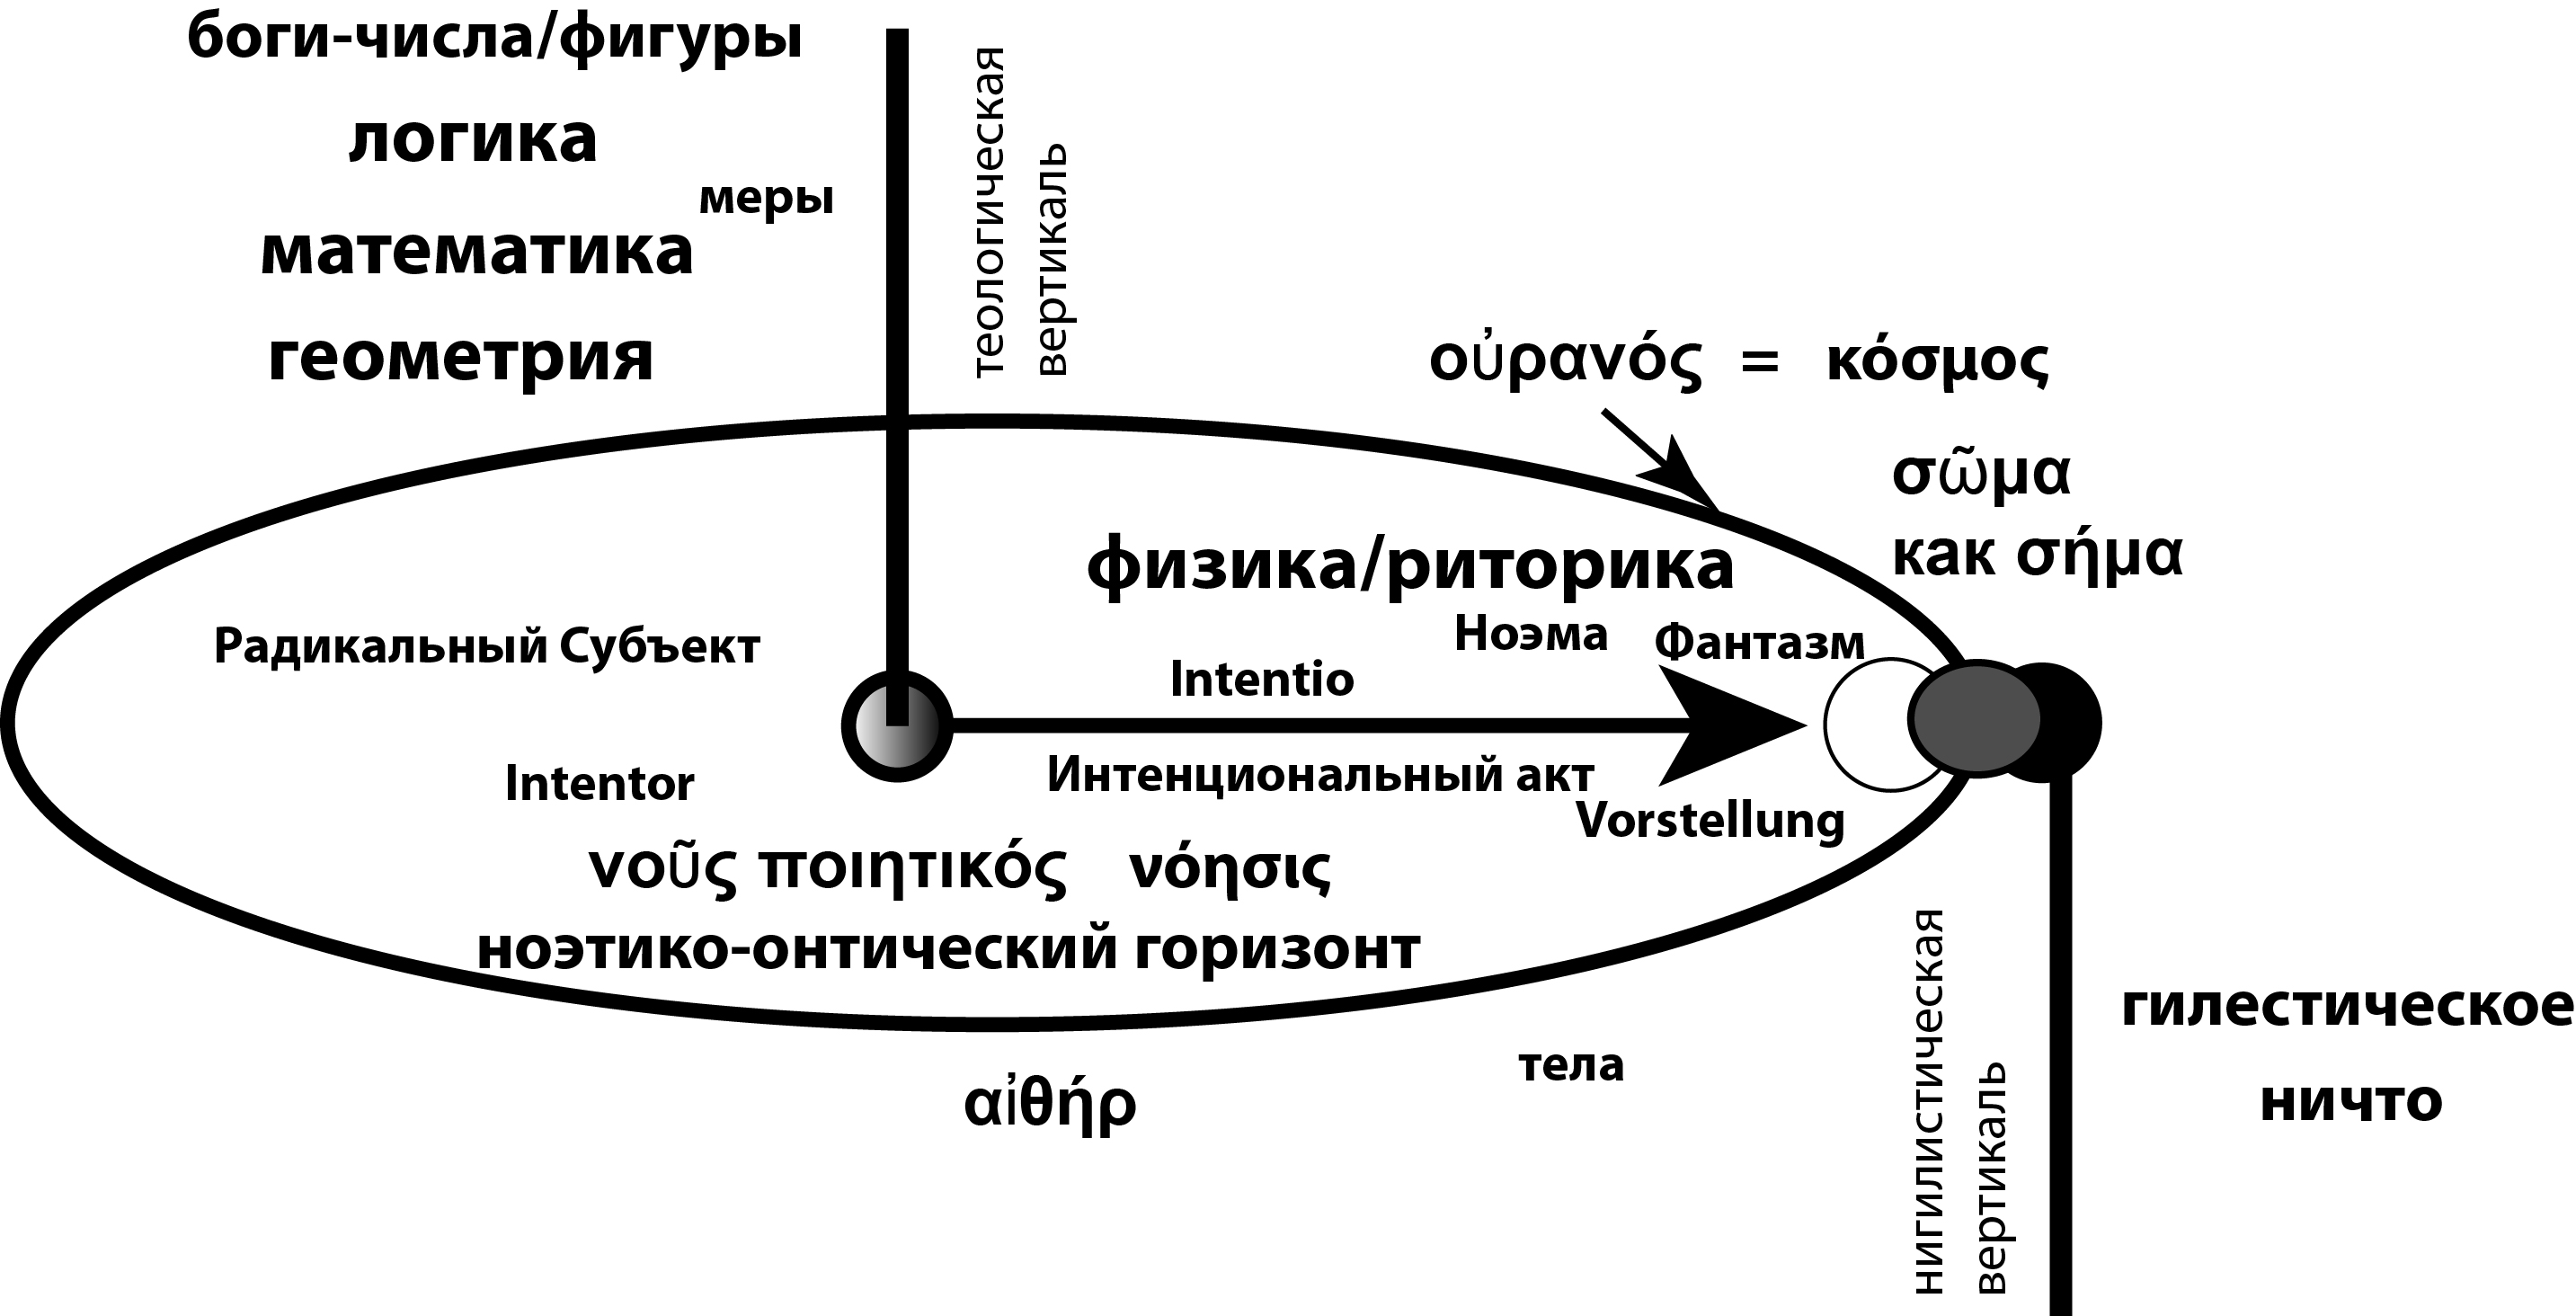 боги-числа/фигуры
логика
меры
математика
геометрия
теологическая
вертикаль
οὐρανός = κόσμος
σῶμα
как σήμα
физика/риторика
Радикальный Субъект
Ноэма
Фантазм
Intentio
Intentor
Интенциональный акт
Vorstellung
νοῦς ποιητικός νόησις
ноэтико-онтический горизонт
αἰθήρ
тела
нигилистическая
вертикаль
гилестическое
ничто